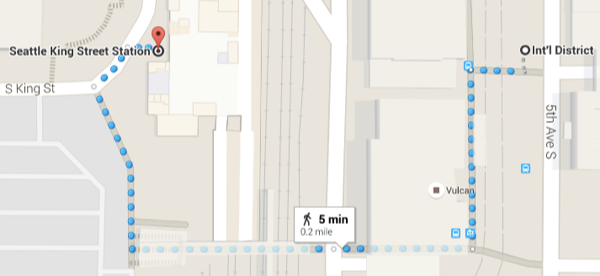 Seattle King Street Station
Int'l District
S King St
5th Ave S
Vulcan
5 min
0.2 mile